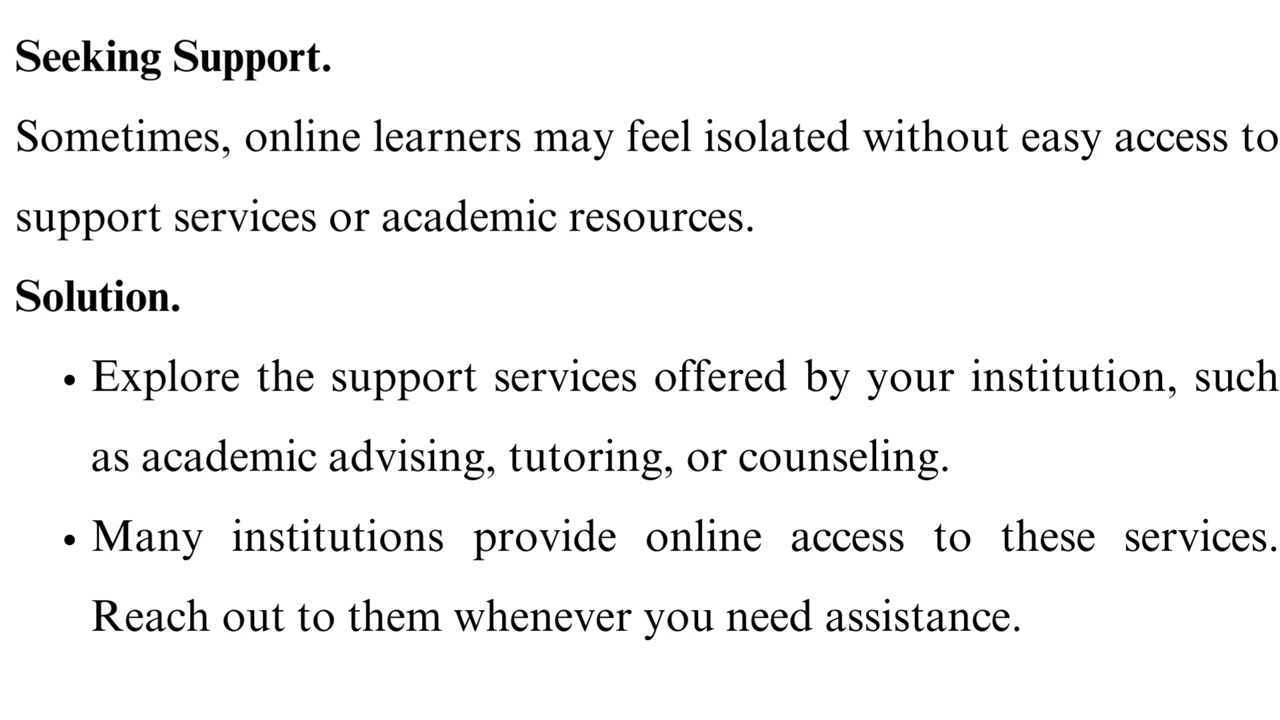 Seeking Support.
Sometimes, online learners may feel isolated without easy access to
support services or academic resources.
Solution.
• Explore the support services offered by your institution, such
as academic advising, tutoring, or counseling.
• Many institutions provide online access to these services.
Reach out to them whenever you need assistance.